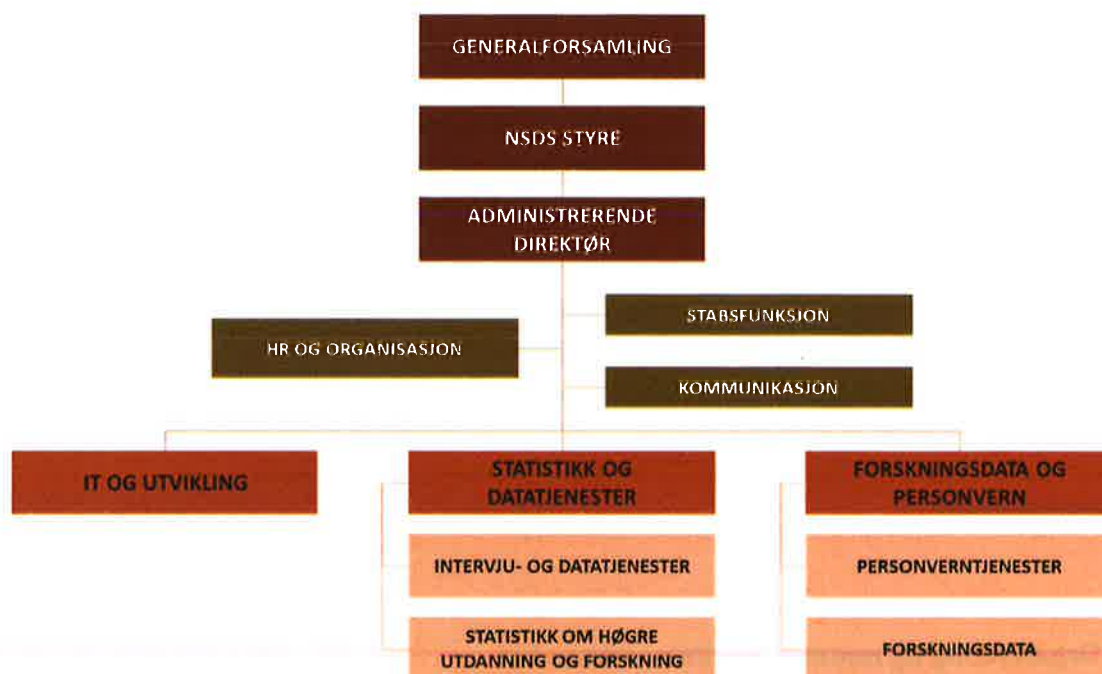 GENERALFORSAMLING
NSDS STYRE
ADMINISTRERENDE
DIREKTØR
STABSFUNKSJON
HR OG ORGANISASJON
KOMMUNIKASJON
IT OG UTVIKLING
STATISTIKK OG
DATATJENESTER
FORSKNINGSDATA OG
PERSONVERN
INTERVJU- OG DATATJENESTER
PERSONVERNTJENESTER
STATISTIKK OM HØGRE
UTDANNING OG FORSKNING
FORSKNINGSDATA